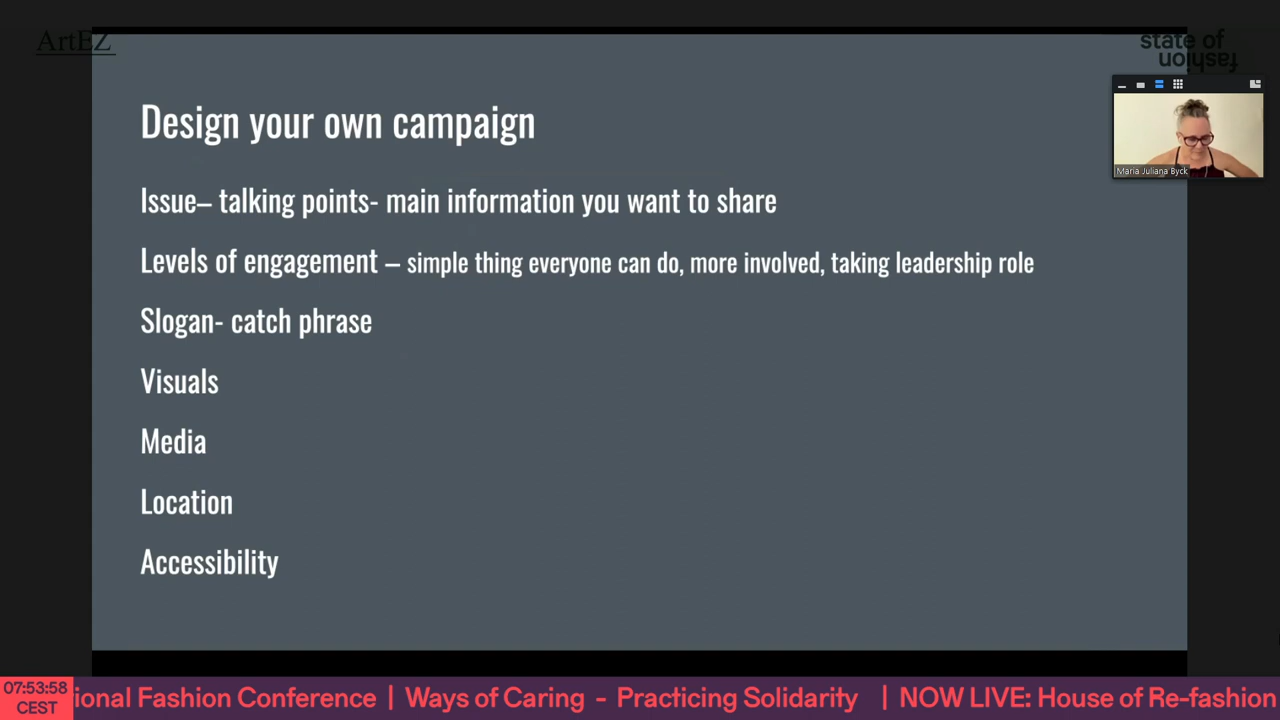 ArtEZ
state of
fashion
Design your own campaign
Maria Juliana Byck
Issue– talking points- main information you want to share
Levels of engagement – simple thing everyone can do, more involved, taking leadership role
Slogan- catch phrase
Visuals
Media
Location
Accessibility
07:53:58
CEST
ional Fashion Conference | Ways of Caring - Practicing Solidarity | NOW LIVE: House of Re-fashion